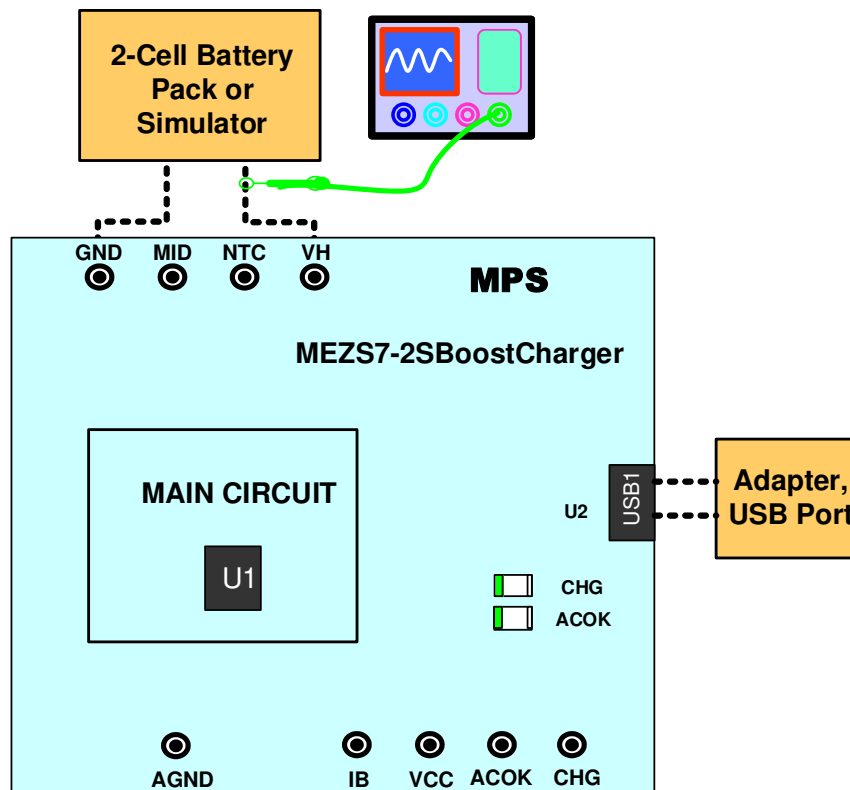 2-Cell Battery
Pack or
Simulator
GND MID NTC VH
MPS
MEZS7-2SBoostCharger
MAIN CIRCUIT
U1
U2
USB1
Adapter,
USB Port
CHG
ACOK
AGND IB VCC ACOK CHG